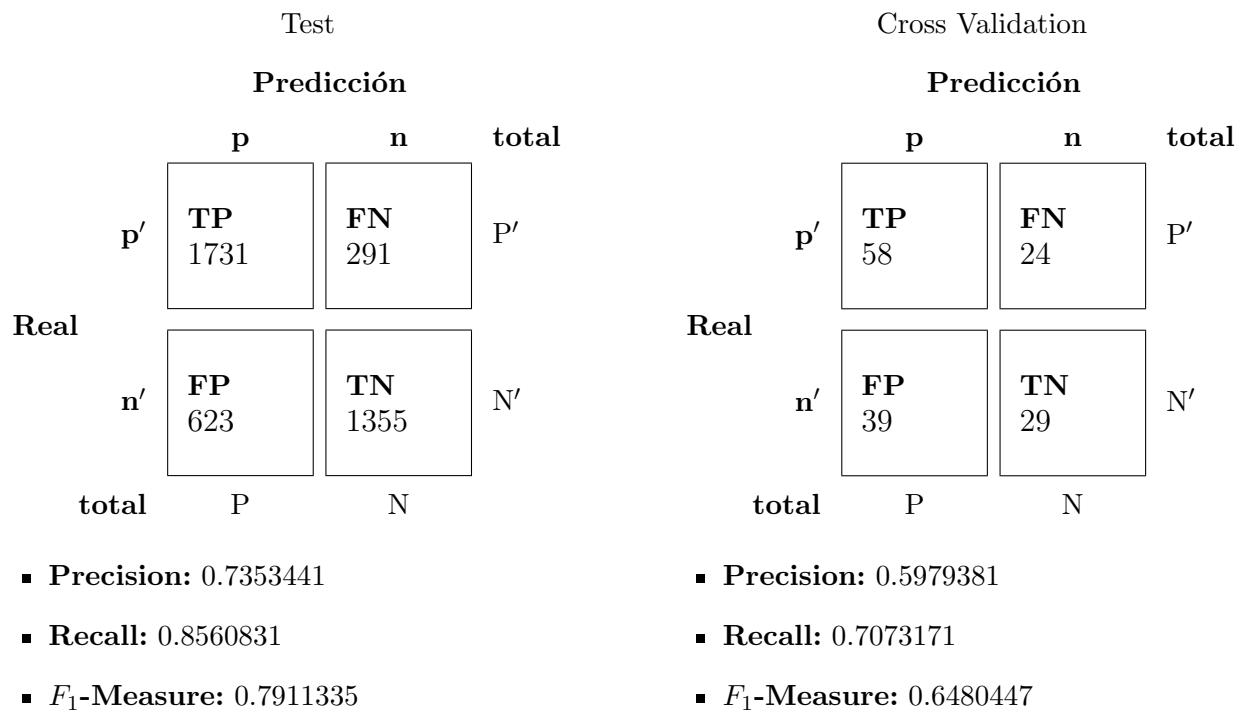 Test
Predicción
p n total
p′ TP 1731 FN 291 P′
Real
n′ FP 623 TN 1355 N′
total P N
▪ Precision: 0.7353441
▪ Recall: 0.8560831
▪ F₁-Measure: 0.7911335
Cross Validation
Predicción
p n total
p′ TP 58 FN 24 P′
Real
n′ FP 39 TN 29 N′
total P N
▪ Precision: 0.5979381
▪ Recall: 0.7073171
▪ F₁-Measure: 0.6480447